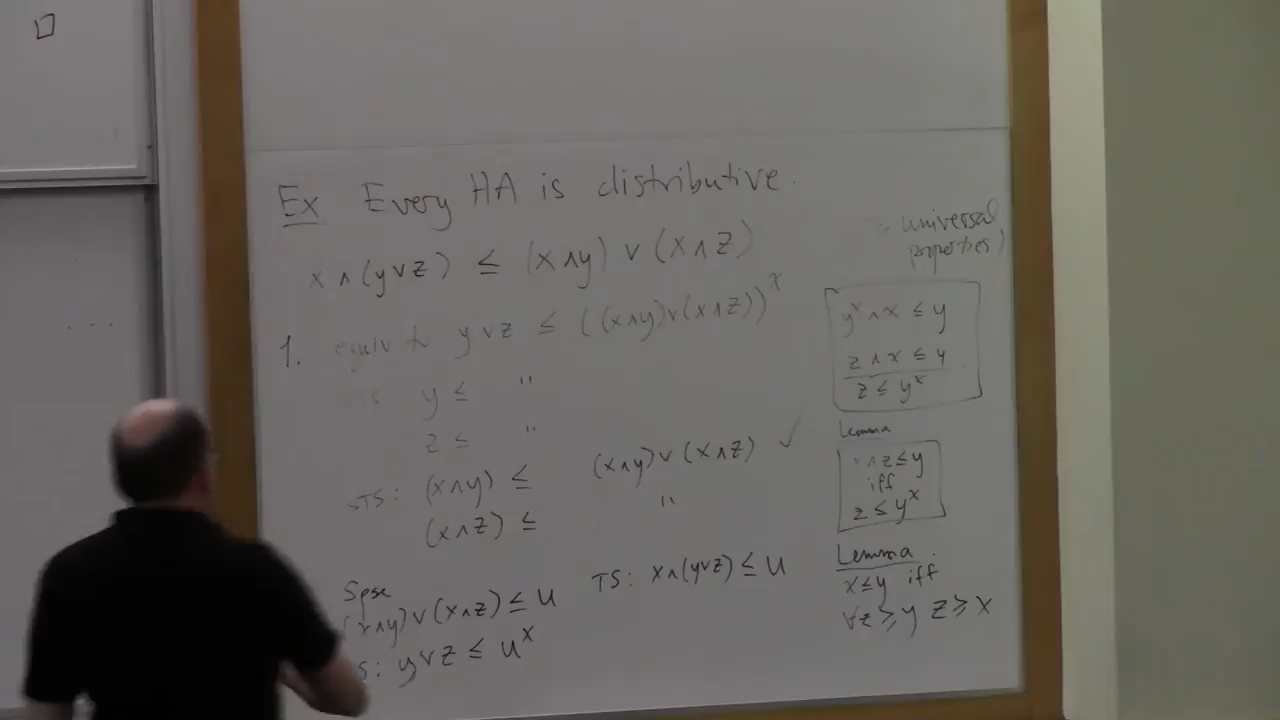 Ex Every HA is distributive.
x ∧ (y ∨ z) ≤ (x ∧ y) ∨ (x ∧ z)
1. equiv to y ∨ z ≤ ((x ∧ y) ∨ (x ∧ z))^x
y ≤ "
z ≤ "
STS: (x ∧ y) ≤ (x ∧ y) ∨ (x ∧ z) ✓
(x ∧ z) ≤ "
Spse
(x ∧ y) ∨ (x ∧ z) ≤ u TS: x ∧ (y ∨ z) ≤ u
S: y ∨ z ≤ u^x
universal
properties)
y^x ∧ x ≤ y
z ∧ x ≤ y
z ≤ y^x
Lemma
x ∧ z ≤ y
iff
z ≤ y^x
Lemma
x ≤ y iff
∀z ≥ y z ≥ x